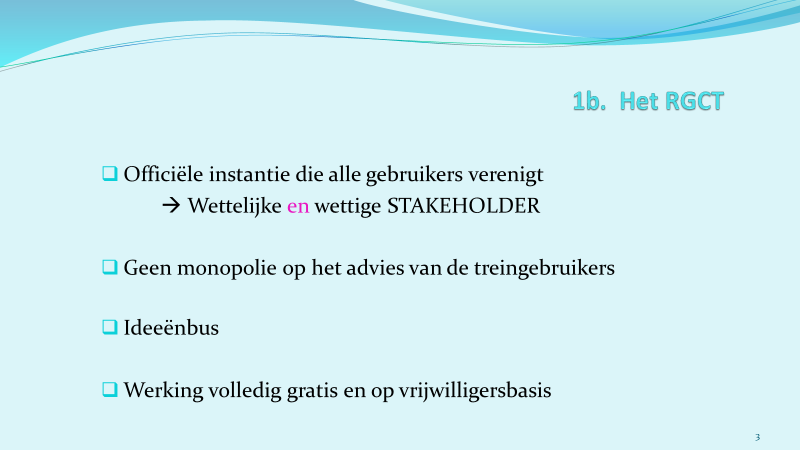 1b. Het RGCT
❑ Officiële instantie die alle gebruikers verenigt
→ Wettelijke en wettige STAKEHOLDER
❑ Geen monopolie op het advies van de treingebruikers
❑ Ideeënbus
❑ Werking volledig gratis en op vrijwilligersbasis
3